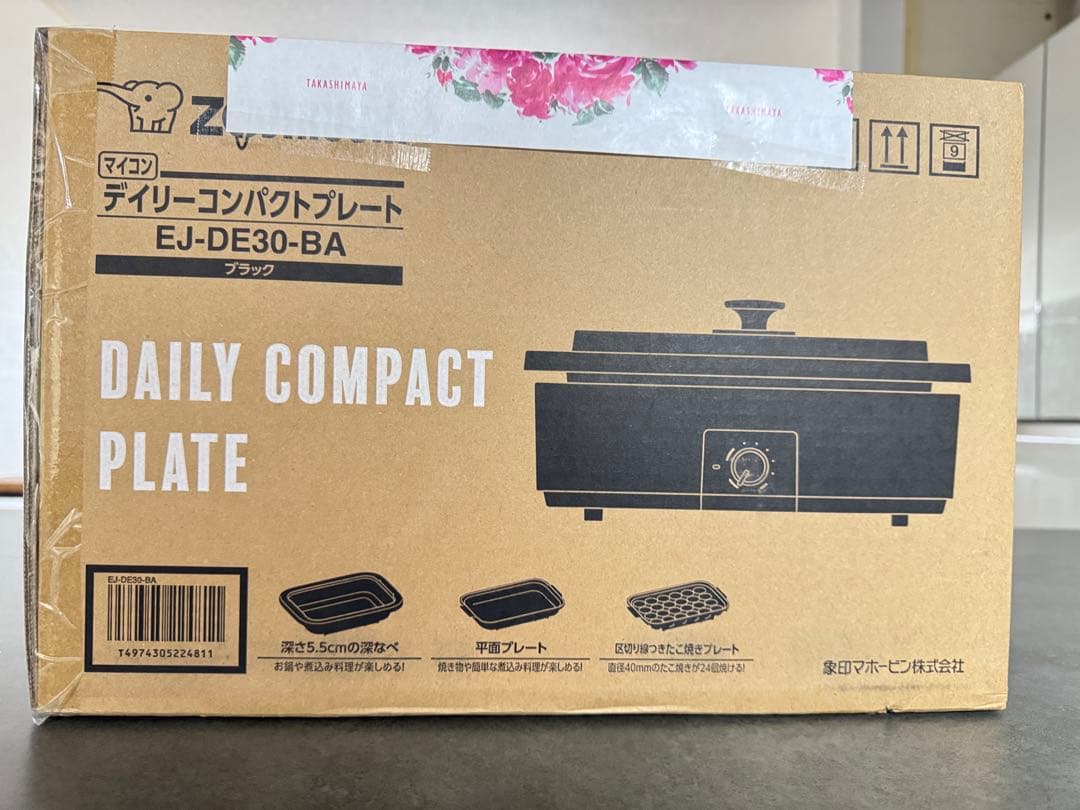 TAKASHIMAYA
TAKASHIMAYA
マイコン
デイリーコンパクトプレート
EJ-DE30-BA
ブラック
9
DAILY COMPACT
PLATE
EJ-DE30-BA
T4974305224811
深さ5.5cmの深なべ
お鍋や煮込み料理が楽しめる!
平面プレート
焼き物や簡単な煮込み料理が楽しめる!
区切り線つきたこ焼きプレート
直径40mmのたこ焼きが24個焼ける!
象印マホービン株式会社